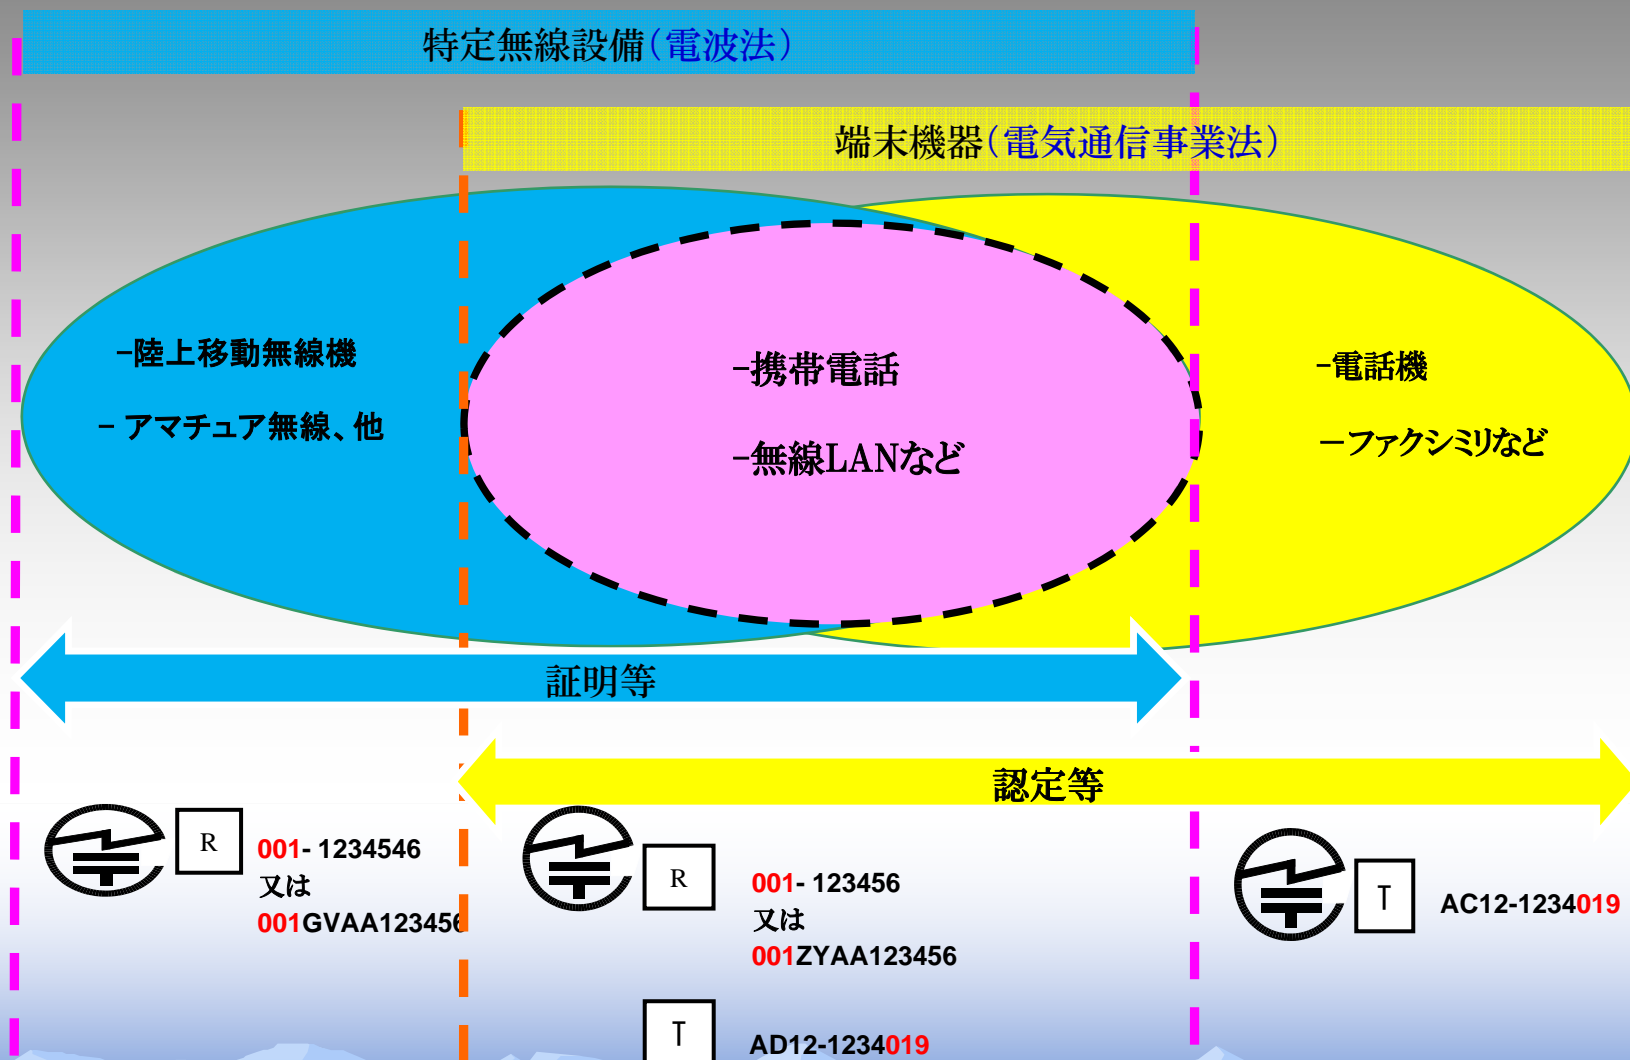 特定無線設備(電波法)
端末機器(電気通信事業法)
-陸上移動無線機
- アマチュア無線、他
-携帯電話
-無線LANなど
-電話機
-ファクシミリなど
証明等
認定等
R
001- 1234546
又は
001GVAA123456
R
001- 123456
又は
001ZYAA123456
T
AD12-1234019
T
AC12-1234019